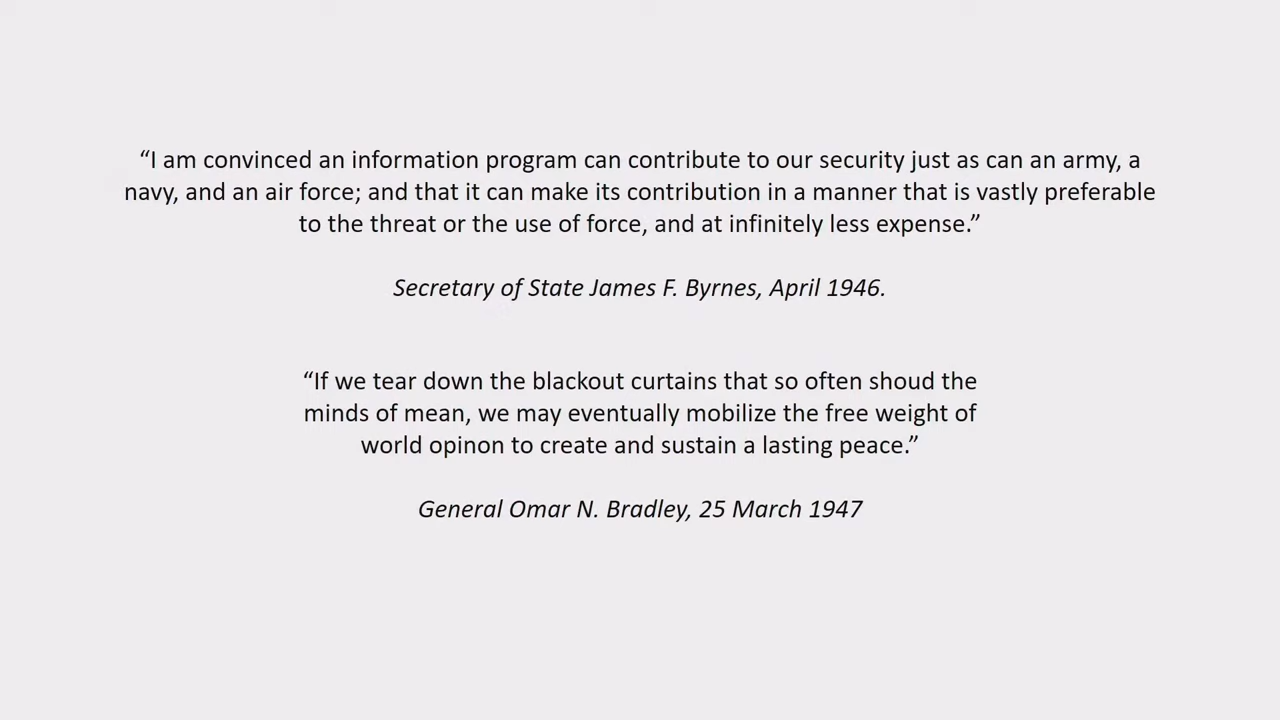 “I am convinced an information program can contribute to our security just as can an army, a
navy, and an air force; and that it can make its contribution in a manner that is vastly preferable
to the threat or the use of force, and at infinitely less expense.”
Secretary of State James F. Byrnes, April 1946.
“If we tear down the blackout curtains that so often shoud the
minds of mean, we may eventually mobilize the free weight of
world opinon to create and sustain a lasting peace.”
General Omar N. Bradley, 25 March 1947